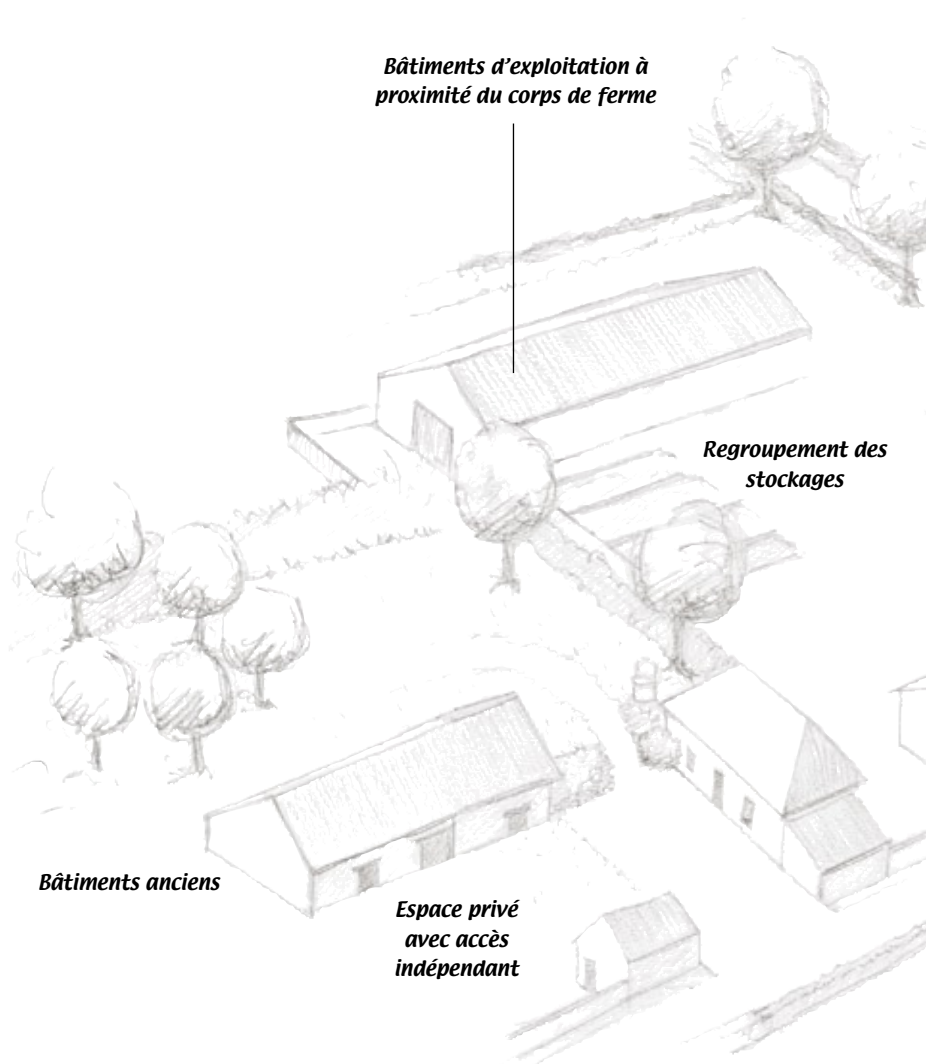 Bâtiments d'exploitation à
proximité du corps de ferme
Regroupement des
stockages
Bâtiments anciens
Espace privé
avec accès
indépendant